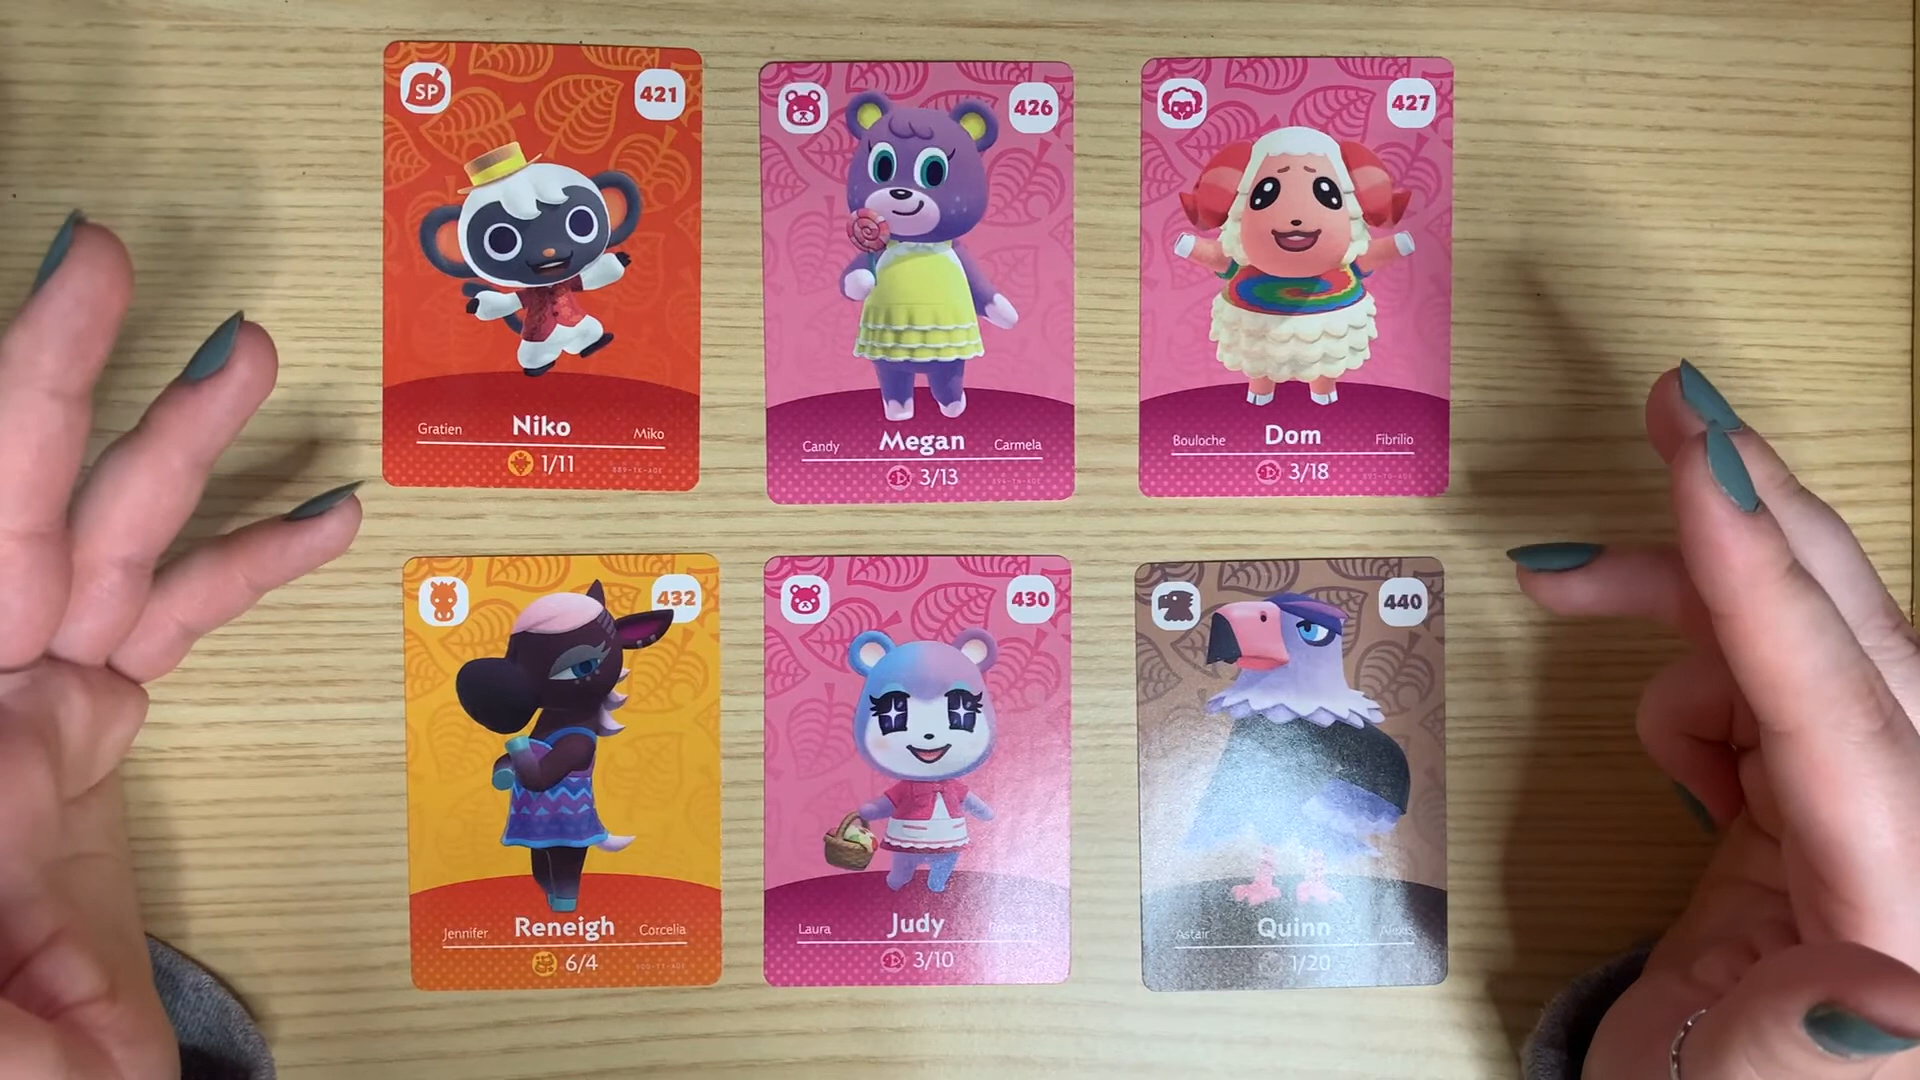 SP
421
Gratien Niko Miko
1/11
426
Candy Megan Carmela
3/13
427
Bouloche Dom Fibrilio
3/18
432
Jennifer Reneigh Corcelia
6/4
430
Laura Judy
3/10
440
Astair Quinn Alexis
1/20